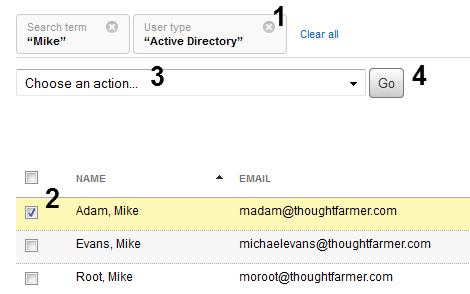 Search term
"Mike"
User type
"Active Directory"
1
Clear all
Choose an action...
3
Go
4
NAME
EMAIL
2
Adam, Mike
madam@thoughtfarmer.com
Evans, Mike
michaelevans@thoughtfarmer.com
Root, Mike
moroot@thoughtfarmer.com